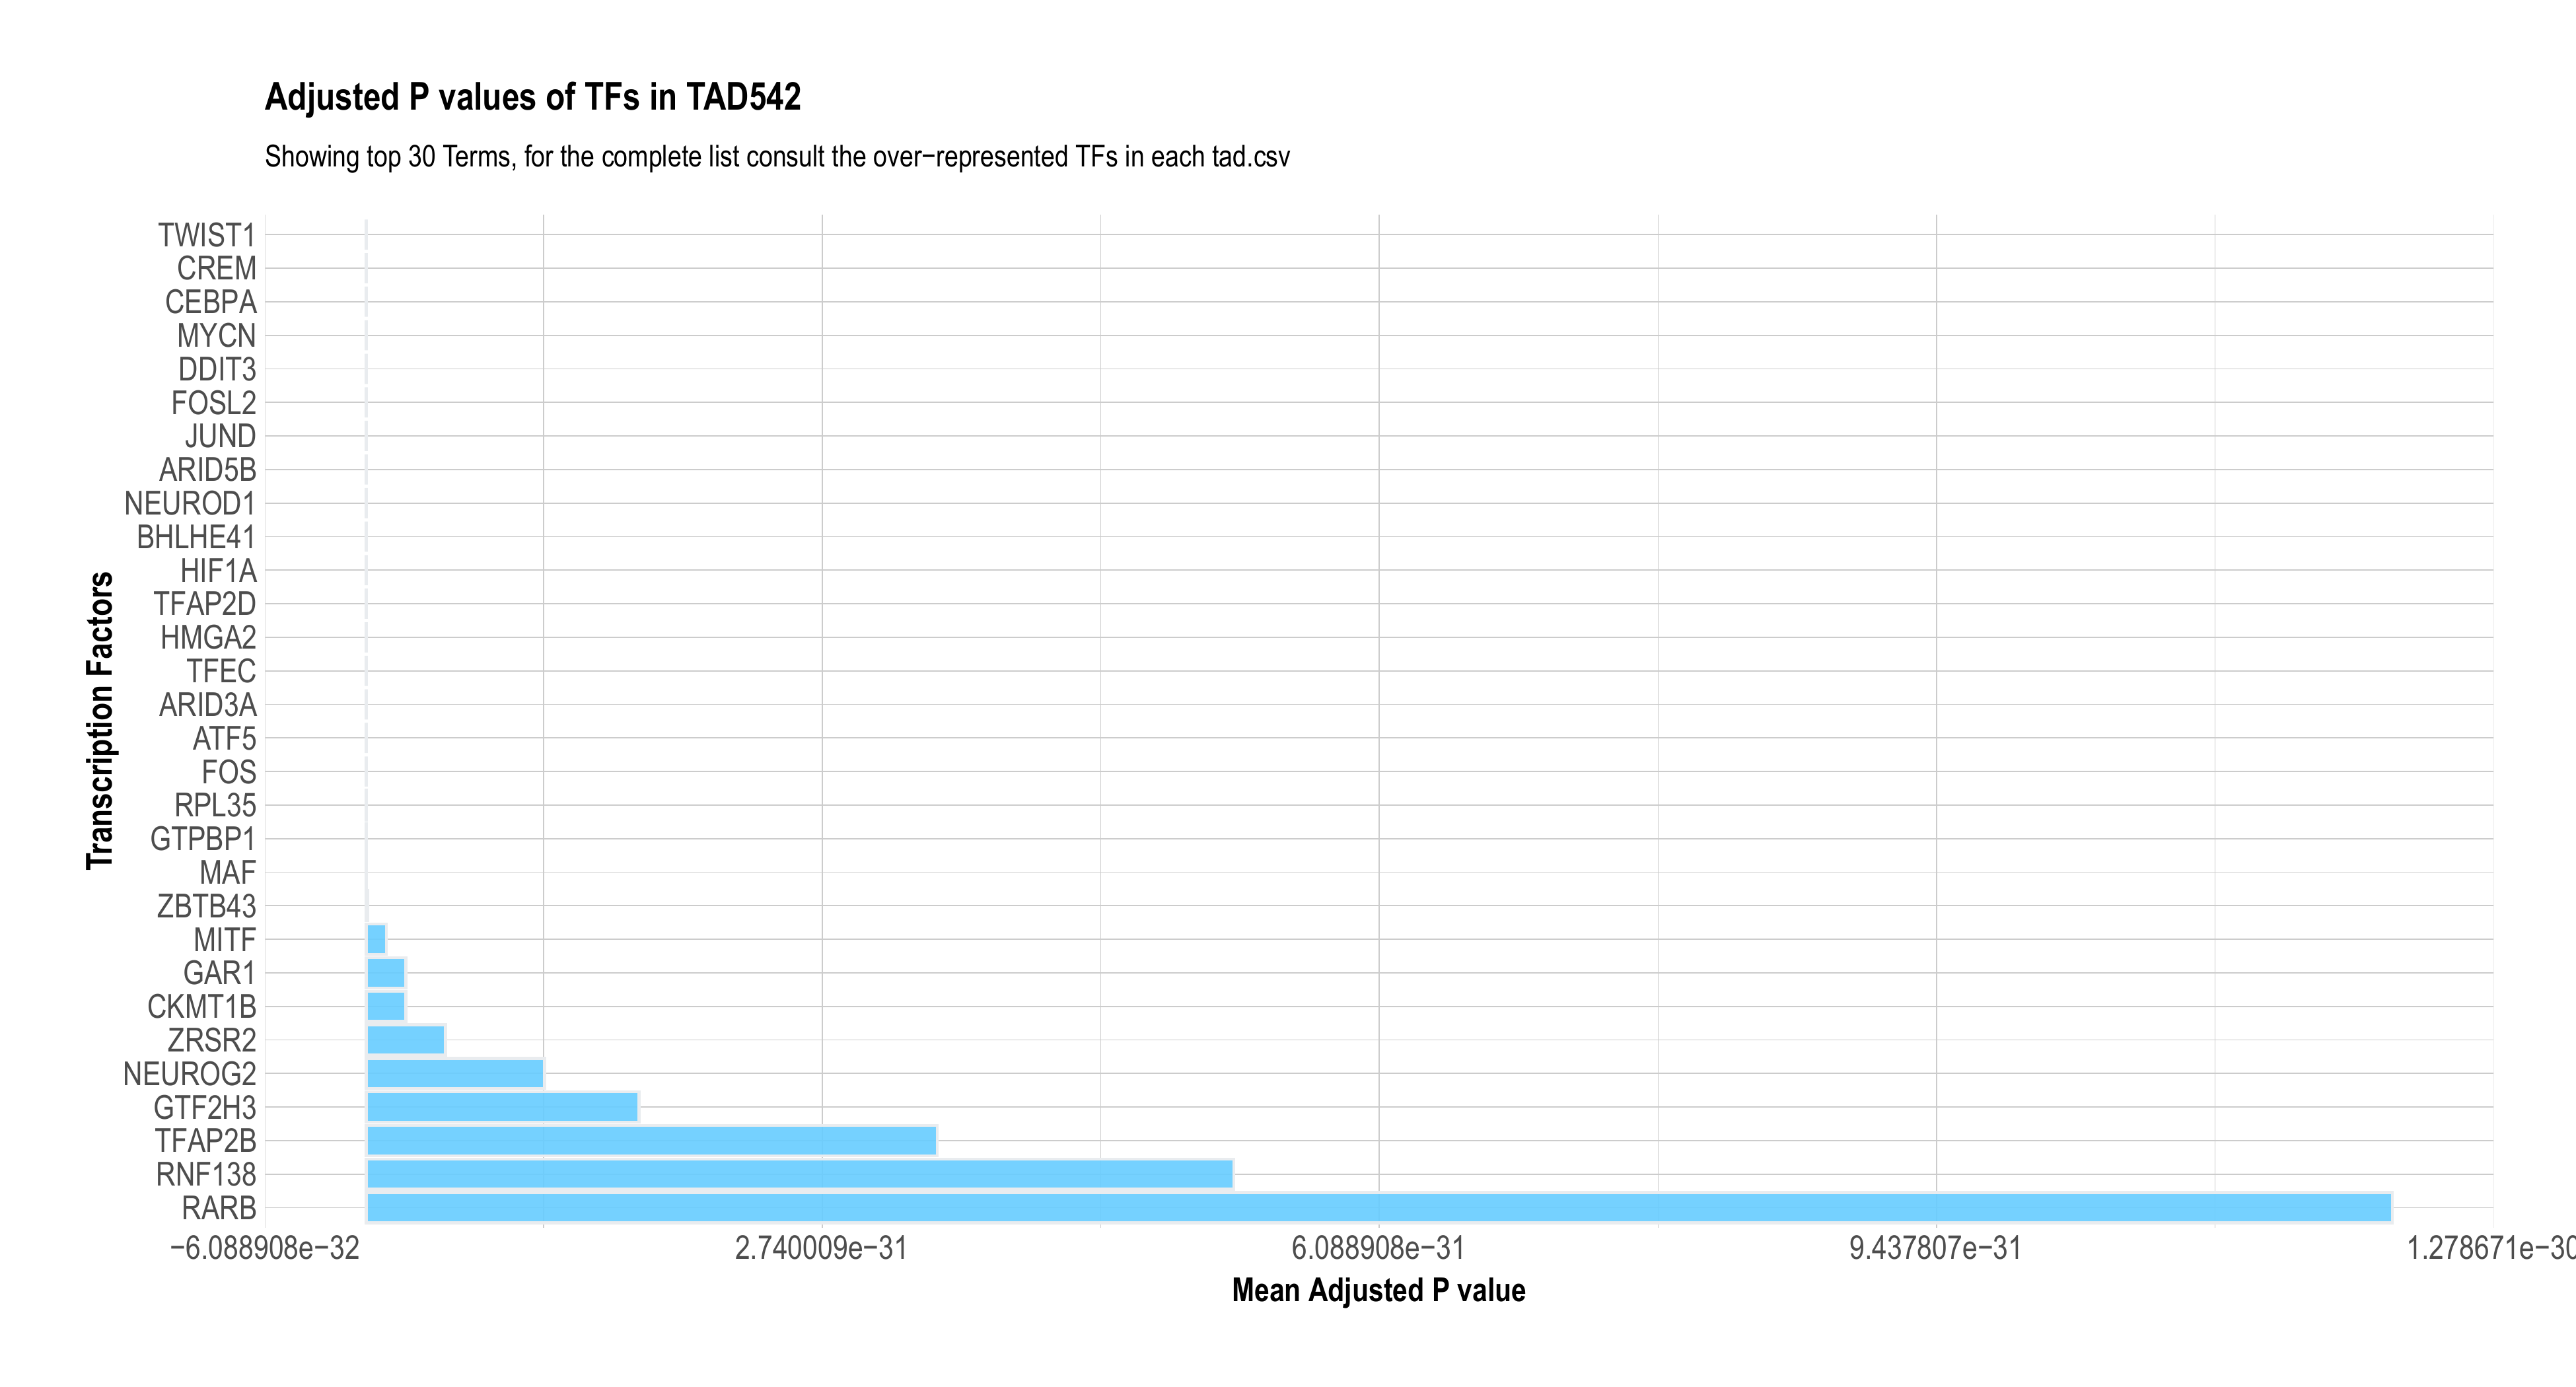 Adjusted P values of TFs in TAD542
Showing top 30 Terms, for the complete list consult the over−represented TFs in each tad.csv
Transcription Factors
TWIST1
CREM
CEBPA
MYCN
DDIT3
FOSL2
JUND
ARID5B
NEUROD1
BHLHE41
HIF1A
TFAP2D
HMGA2
TFEC
ARID3A
ATF5
FOS
RPL35
GTPBP1
MAF
ZBTB43
MITF
GAR1
CKMT1B
ZRSR2
NEUROG2
GTF2H3
TFAP2B
RNF138
RARB
−6.088908e−32 2.740009e−31 6.088908e−31 9.437807e−31 1.278671e−30
Mean Adjusted P value